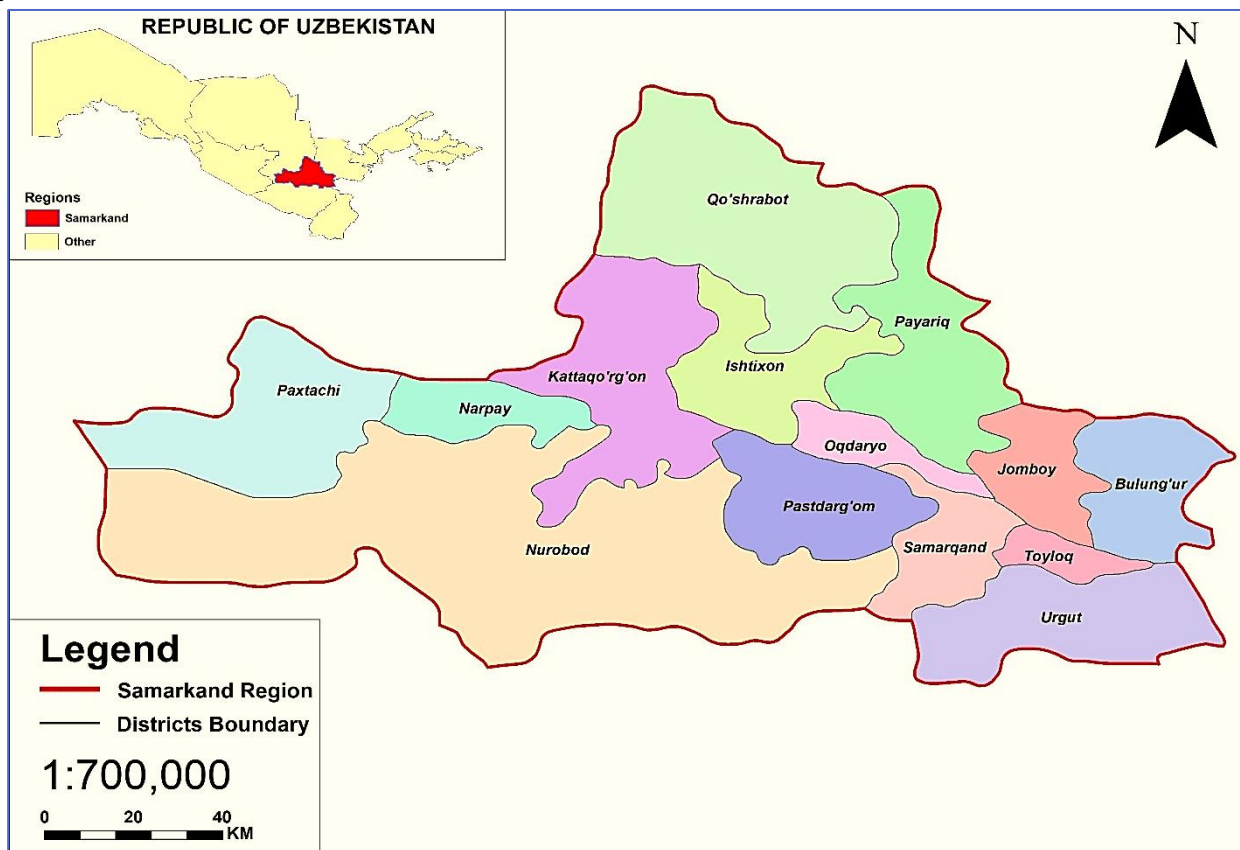 REPUBLIC OF UZBEKISTAN
Regions
Samarkand
Other
N
Qo'shrabot
Payariq
Ishtixon
Kattaqo'rg'on
Paxtachi
Narpay
Oqdaryo
Jomboy
Bulung'ur
Pastdarg'om
Nurobod
Samarqand
Toyloq
Urgut
Legend
Samarkand Region
Districts Boundary
1:700,000
0 20 40
KM